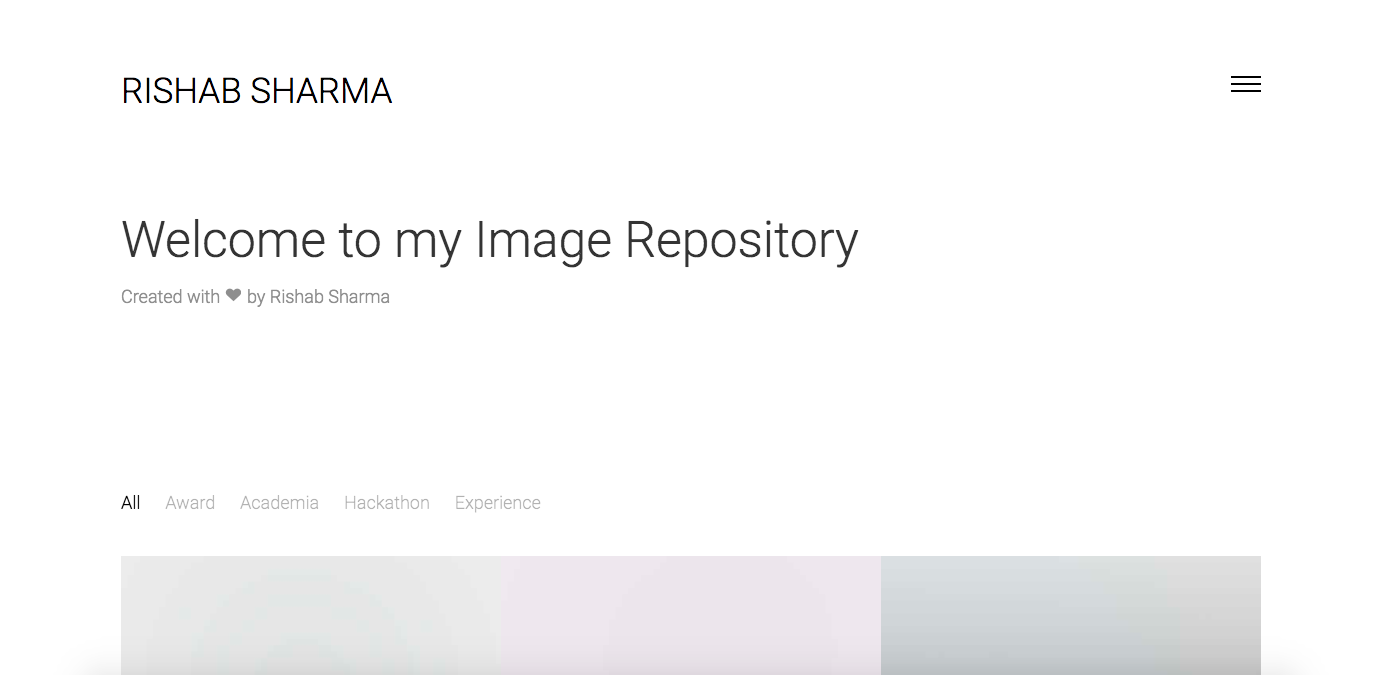 RISHAB SHARMA
Welcome to my Image Repository
Created with ❤ by Rishab Sharma
All Award Academia Hackathon Experience